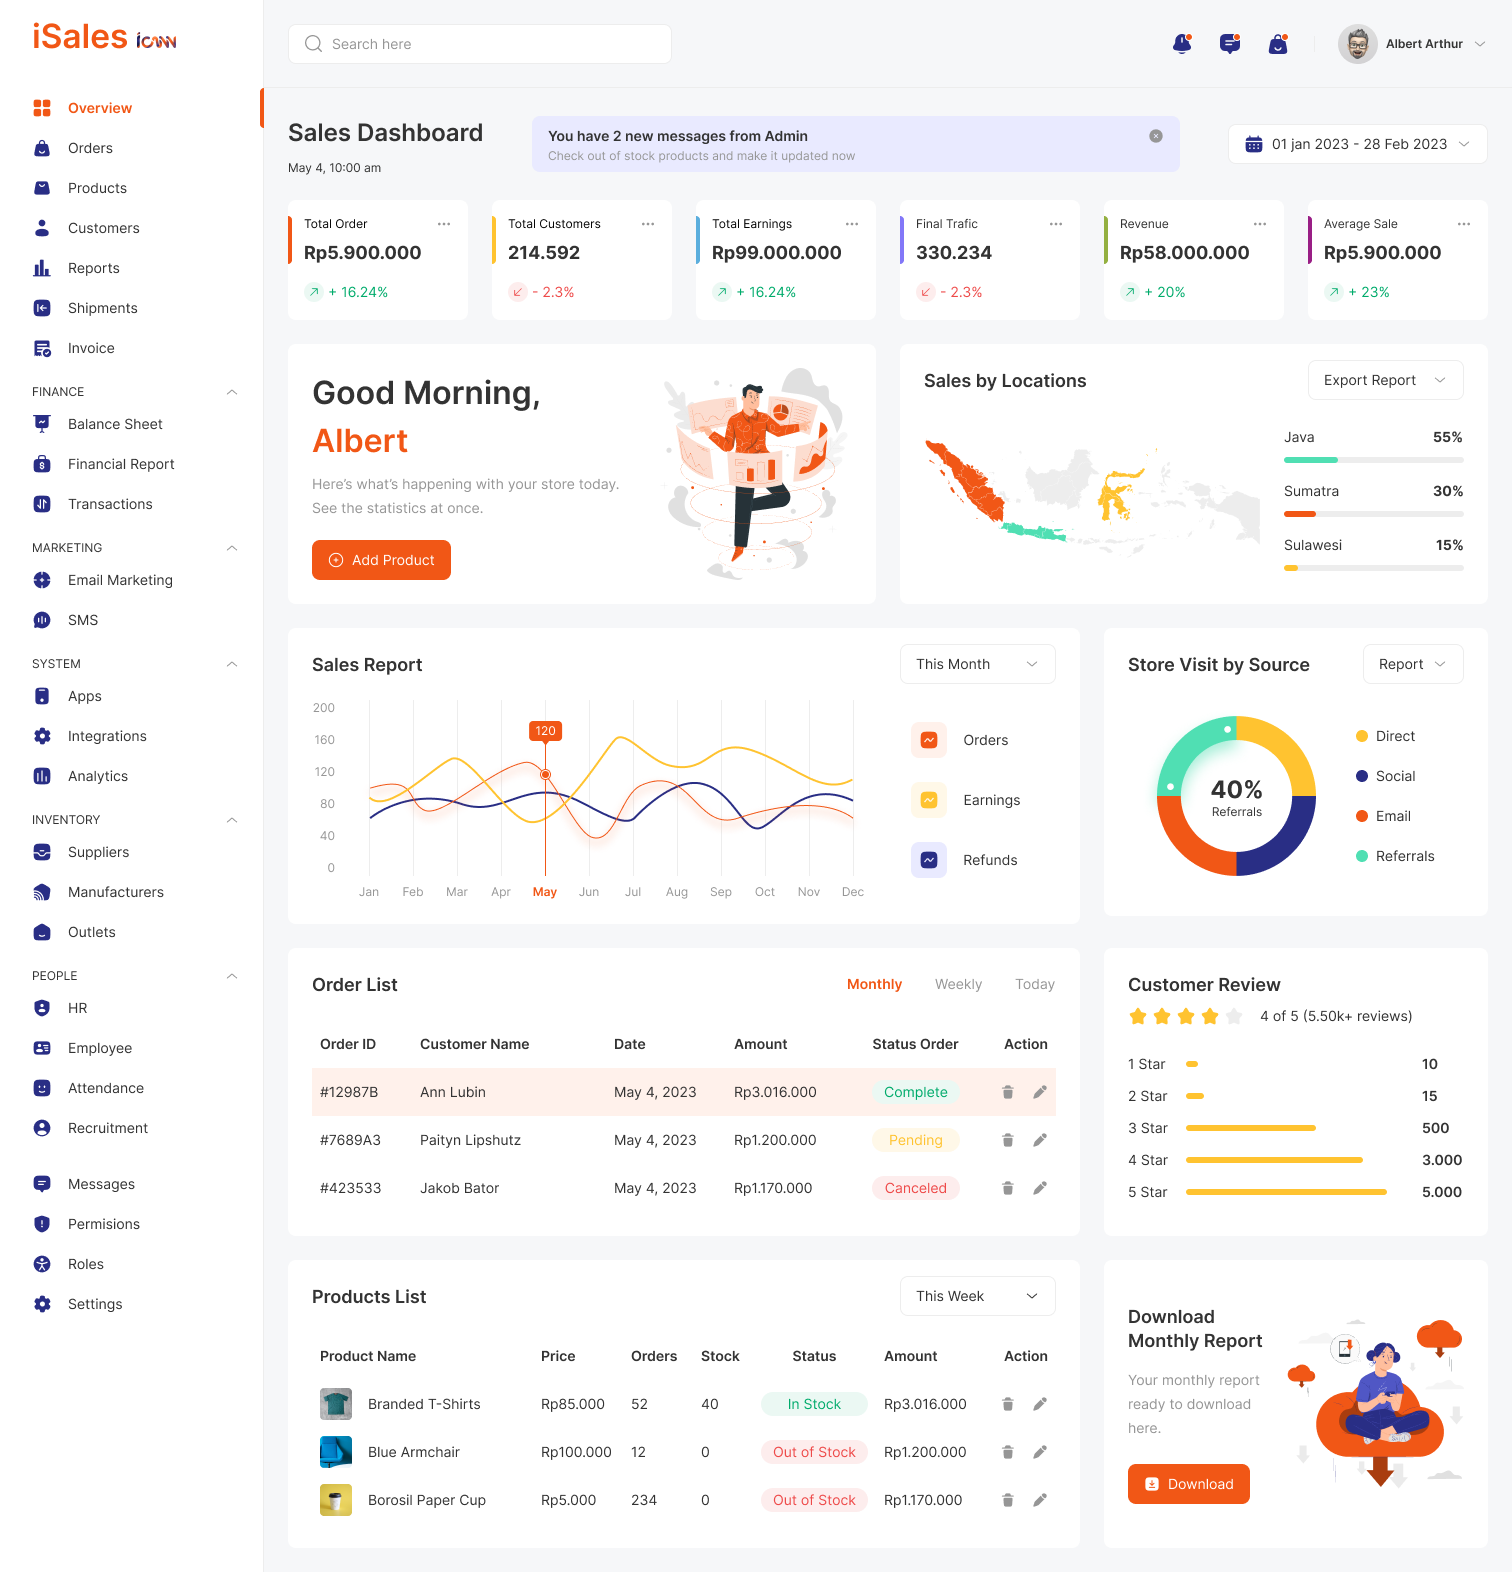 iSales icaw
Search here
Albert Arthur
Overview
Orders
Products
Customers
Reports
Shipments
Invoice
FINANCE
Balance Sheet
Financial Report
Transactions
MARKETING
Email Marketing
SMS
SYSTEM
Apps
Integrations
Analytics
INVENTORY
Suppliers
Manufacturers
Outlets
PEOPLE
HR
Employee
Attendance
Recruitment
Messages
Permisions
Roles
Settings
Sales Dashboard
May 4, 10:00 am
You have 2 new messages from Admin
Check out of stock products and make it updated now
01 jan 2023 - 28 Feb 2023
Total Order
Rp5.900.000
+ 16.24%
Total Customers
214.592
- 2.3%
Total Earnings
Rp99.000.000
+ 16.24%
Final Trafic
330.234
- 2.3%
Revenue
Rp58.000.000
+ 20%
Average Sale
Rp5.900.000
+ 23%
Good Morning,
Albert
Here’s what’s happening with your store today.
See the statistics at once.
Add Product
Sales by Locations
Export Report
Java 55%
Sumatra 30%
Sulawesi 15%
Sales Report
This Month
200
160
120
80
40
0
120
Jan Feb Mar Apr May Jun Jul Aug Sep Oct Nov Dec
Orders
Earnings
Refunds
Store Visit by Source
Report
40%
Referrals
Direct
Social
Email
Referrals
Order List
Monthly Weekly Today
Order ID Customer Name Date Amount Status Order Action
#12987B Ann Lubin May 4, 2023 Rp3.016.000 Complete
#7689A3 Paityn Lipshutz May 4, 2023 Rp1.200.000 Pending
#423533 Jakob Bator May 4, 2023 Rp1.170.000 Canceled
Customer Review
4 of 5 (5.50k+ reviews)
1 Star 10
2 Star 15
3 Star 500
4 Star 3.000
5 Star 5.000
Products List
This Week
Product Name Price Orders Stock Status Amount Action
Branded T-Shirts Rp85.000 52 40 In Stock Rp3.016.000
Blue Armchair Rp100.000 12 0 Out of Stock Rp1.200.000
Borosil Paper Cup Rp5.000 234 0 Out of Stock Rp1.170.000
Download
Monthly Report
Your monthly report
ready to download
here.
Download